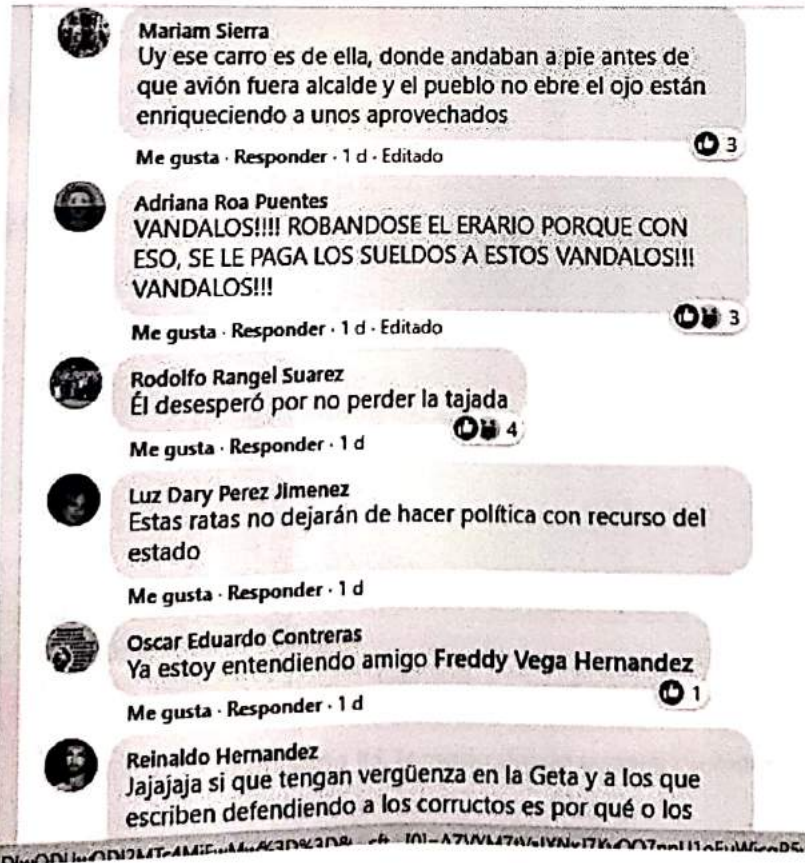 Mariam Sierra
Uy ese carro es de ella, donde andaban a pie antes de
que avión fuera alcalde y el pueblo no ebre el ojo están
enriqueciendo a unos aprovechados
3
Me gusta · Responder · 1 d · Editado
Adriana Roa Puentes
VANDALOS!!!! ROBANDOSE EL ERARIO PORQUE CON
ESO, SE LE PAGA LOS SUELDOS A ESTOS VANDALOS!!!
VANDALOS!!!
3
Me gusta · Responder · 1 d · Editado
Rodolfo Rangel Suarez
Él desesperó por no perder la tajada
4
Me gusta · Responder · 1 d
Luz Dary Perez Jimenez
Estas ratas no dejarán de hacer política con recurso del
estado
Me gusta · Responder · 1 d
Oscar Eduardo Contreras
Ya estoy entendiendo amigo Freddy Vega Hernandez
1
Me gusta · Responder · 1 d
Reinaldo Hernandez
Jajajaja si que tengan vergüenza en la Geta y a los que
escriben defendiendo a los corructos es por qué o los